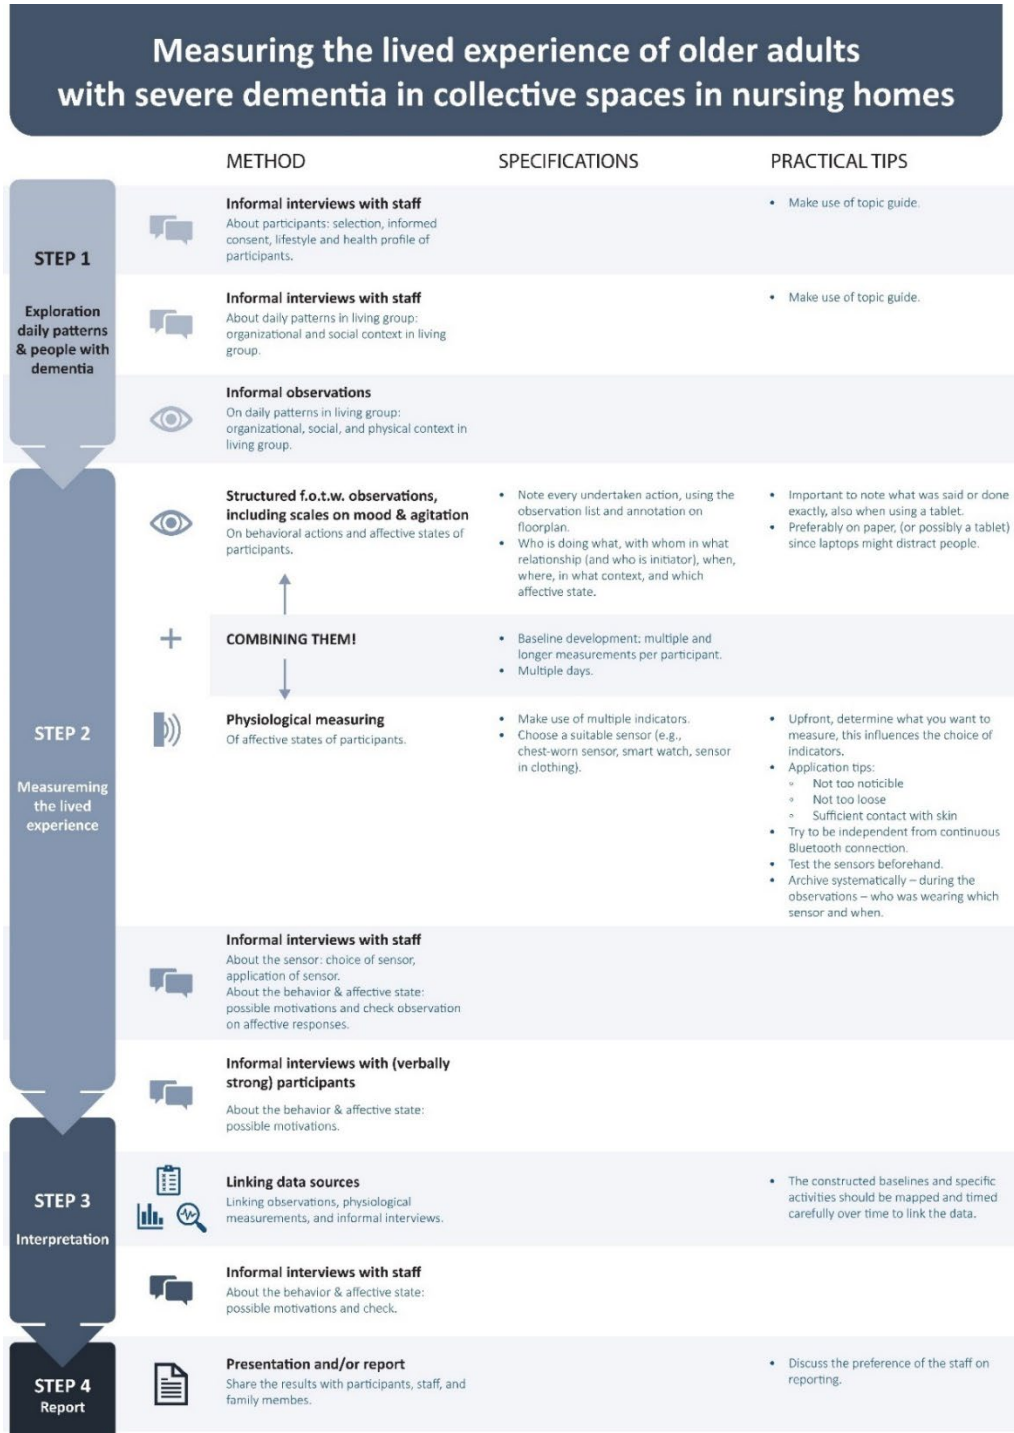 Measuring the lived experience of older adults
with severe dementia in collective spaces in nursing homes
METHOD
SPECIFICATIONS
PRACTICAL TIPS
STEP 1
Exploration
daily patterns
& people with
dementia
Informal interviews with staff
About participants: selection, informed
consent, lifestyle and health profile of
participants.
• Make use of topic guide.
Informal interviews with staff
About daily patterns in living group:
organizational and social context in living
group.
• Make use of topic guide.
Informal observations
On daily patterns in living group:
organizational, social, and physical context in
living group.
STEP 2
Measureming
the lived
experience
Structured f.o.t.w. observations,
including scales on mood & agitation
On behavioral actions and affective states of
participants.
• Note every undertaken action, using the
observation list and annotation on
floorplan.
• Who is doing what, with whom in what
relationship (and who is initiator), when,
where, in what context, and which
affective state.
• Important to note what was said or done
exactly, also when using a tablet.
• Preferably on paper, (or possibly a tablet)
since laptops might distract people.
+
COMBINING THEM!
• Baseline development: multiple and
longer measurements per participant.
• Multiple days.
Physiological measuring
Of affective states of participants.
• Make use of multiple indicators.
• Choose a suitable sensor (e.g.,
chest-worn sensor, smart watch, sensor
in clothing).
• Upfront, determine what you want to
measure, this influences the choice of
indicators.
• Application tips:
◦ Not too noticible
◦ Not too loose
◦ Sufficient contact with skin
• Try to be independent from continuous
Bluetooth connection.
• Test the sensors beforehand.
• Archive systematically – during the
observations – who was wearing which
sensor and when.
Informal interviews with staff
About the sensor: choice of sensor,
application of sensor.
About the behavior & affective state:
possible motivations and check observation
on affective responses.
Informal interviews with (verbally
strong) participants
About the behavior & affective state:
possible motivations.
STEP 3
Interpretation
Linking data sources
Linking observations, physiological
measurements, and informal interviews.
• The constructed baselines and specific
activities should be mapped and timed
carefully over time to link the data.
Informal interviews with staff
About the behavior & affective state:
possible motivations and check.
STEP 4
Report
Presentation and/or report
Share the results with participants, staff, and
family membes.
• Discuss the preference of the staff on
reporting.